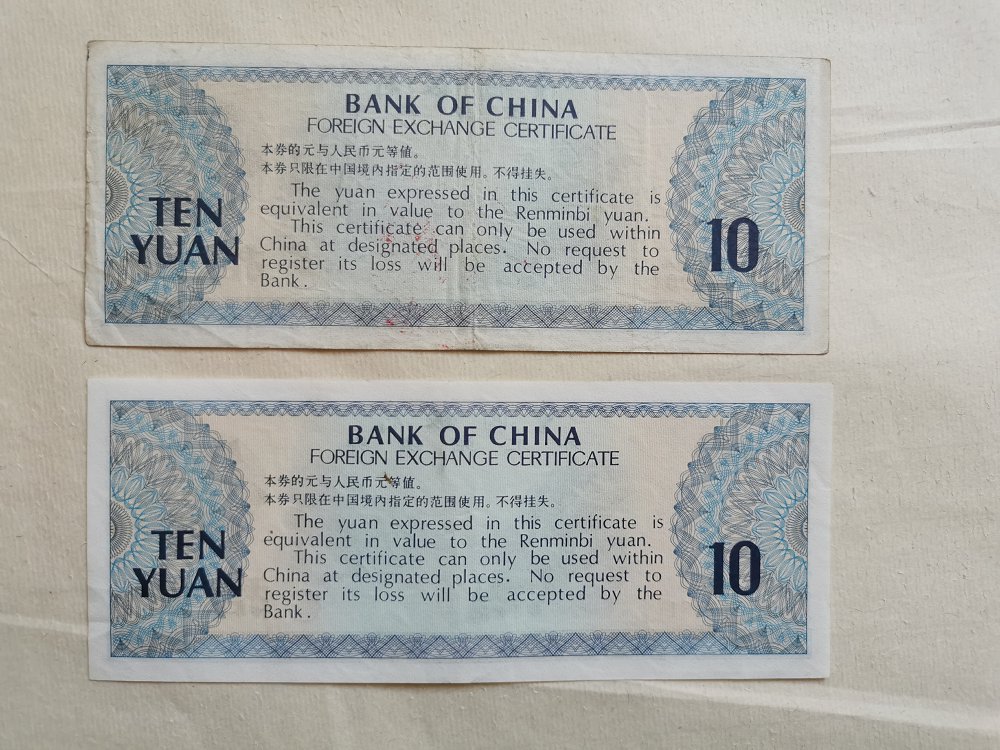 BANK OF CHINA
FOREIGN EXCHANGE CERTIFICATE
本券的元与人民币元等值。
本券只限在中国境内指定的范围使用。不得挂失。
The yuan expressed in this certificate is
equivalent in value to the Renminbi yuan.
This certificate can only be used within
China at designated places. No request to
register its loss will be accepted by the
Bank.
TEN
YUAN
10
BANK OF CHINA
FOREIGN EXCHANGE CERTIFICATE
本券的元与人民币元等值。
本券只限在中国境内指定的范围使用。不得挂失。
The yuan expressed in this certificate is
equivalent in value to the Renminbi yuan.
This certificate can only be used within
China at designated places. No request to
register its loss will be accepted by the
Bank.
TEN
YUAN
10